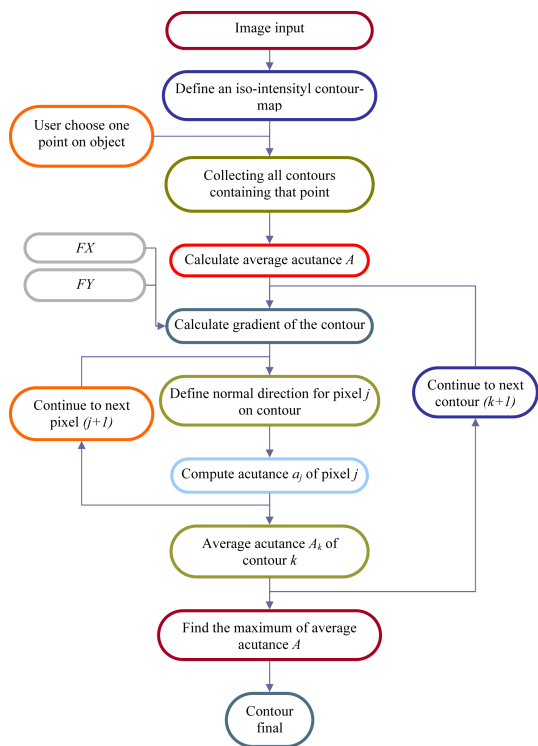 Image input
Define an iso-intensityl contour-
map
User choose one
point on object
Collecting all contours
containing that point
FX
Calculate average acutance A
FY
Calculate gradient of the contour
Continue to next
pixel (j+1)
Define normal direction for pixel j
on contour
Continue to next
contour (k+1)
Compute acutance aj of pixel j
Average acutance Ak of
contour k
Find the maximum of average
acutance A
Contour
final